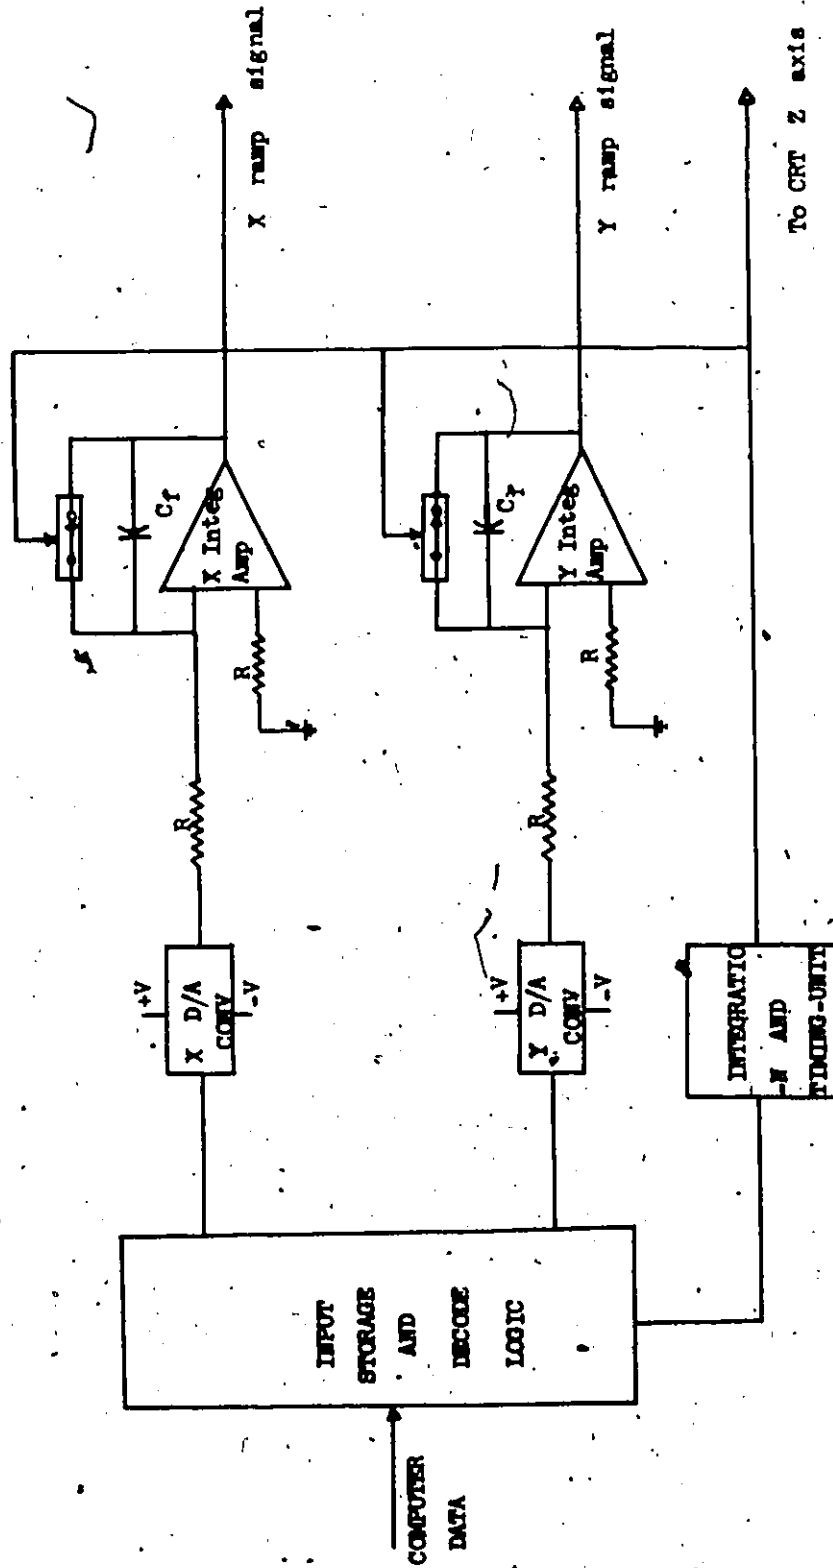 COMPUTER
DATA
INPUT
STORAGE
AND
DECODE
LOGIC
+V
X D/A
CONV
-V
R
R
X Integ
Amp
Cf
X ramp signal
+V
Y D/A
CONV
-V
R
R
Y Integ
Amp
Cf
Y ramp signal
INTEGRATIO
-N AND
TIMING-UNIT
To CRT Z axis